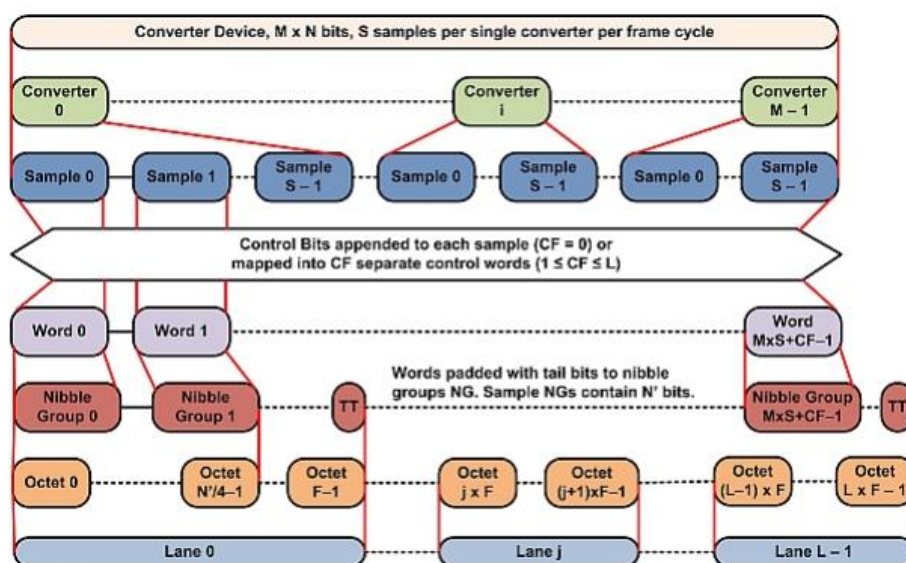 Converter Device, M x N bits, S samples per single converter per frame cycle
Converter
0
Converter
i
Converter
M – 1
Sample 0
Sample 1
Sample
S – 1
Sample 0
Sample
S – 1
Sample 0
Sample
S – 1
Control Bits appended to each sample (CF = 0) or
mapped into CF separate control words (1 ≤ CF ≤ L)
Word 0
Word 1
Word
MxS+CF–1
Words padded with tail bits to nibble
groups NG. Sample NGs contain N' bits.
Nibble
Group 0
Nibble
Group 1
TT
Nibble Group
MxS+CF–1
TT
Octet 0
Octet
N'/4–1
Octet
F–1
Octet
j x F
Octet
(j+1)xF–1
Octet
(L–1) x F
Octet
L x F – 1
Lane 0
Lane j
Lane L – 1